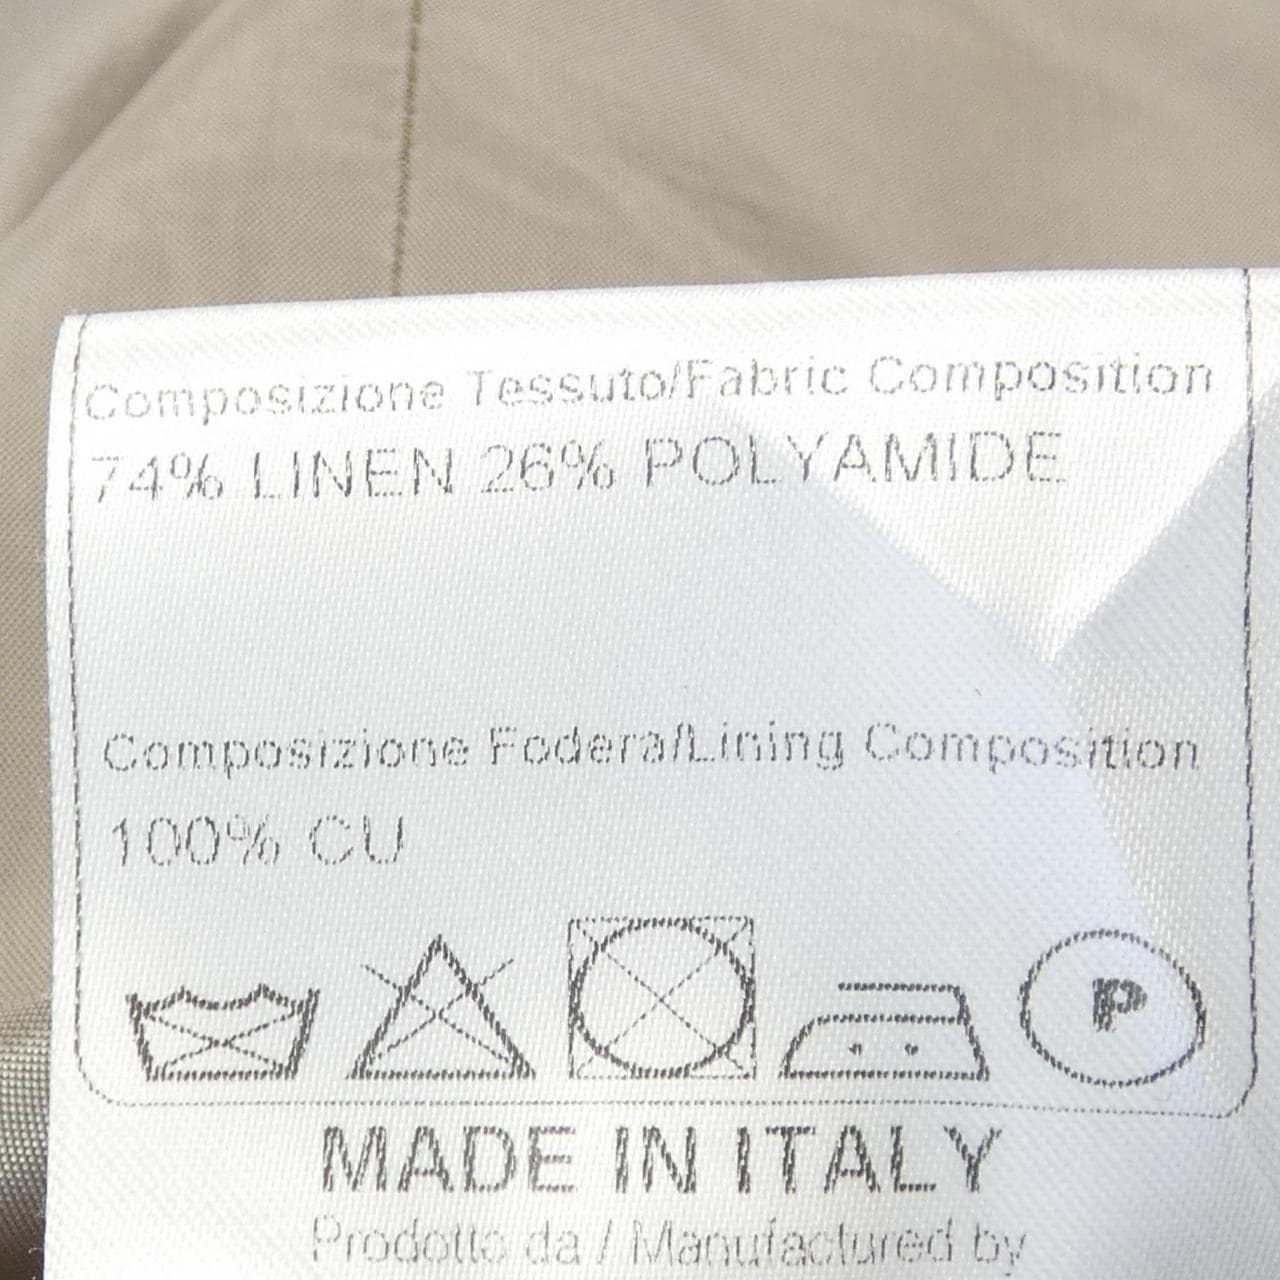 Composizione Tessuto/Fabric Composition
74% LINEN 26% POLYAMIDE
Composizione Fodera/Lining Composition
100% CU
P
MADE IN ITALY
Prodotto da / Manufactured by